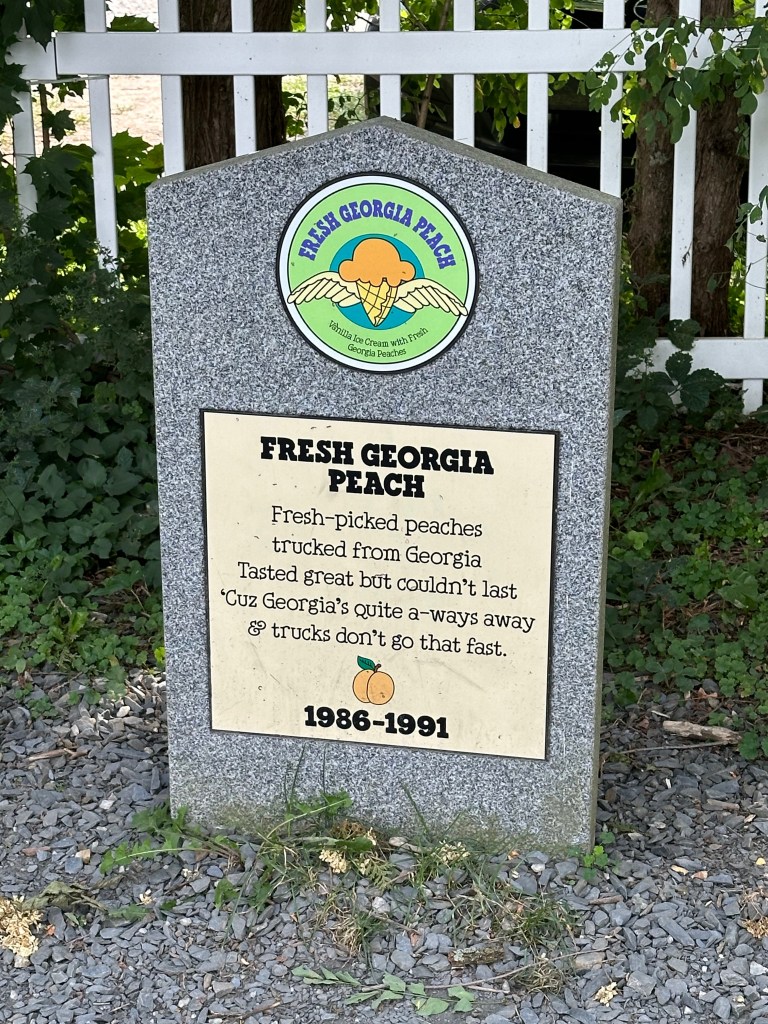 FRESH GEORGIA PEACH
Vanilla Ice Cream with Fresh
Georgia Peaches
FRESH GEORGIA
PEACH
Fresh-picked peaches
trucked from Georgia
Tasted great but couldn't last
‘Cuz Georgia's quite a-ways away
& trucks don't go that fast.
1986-1991